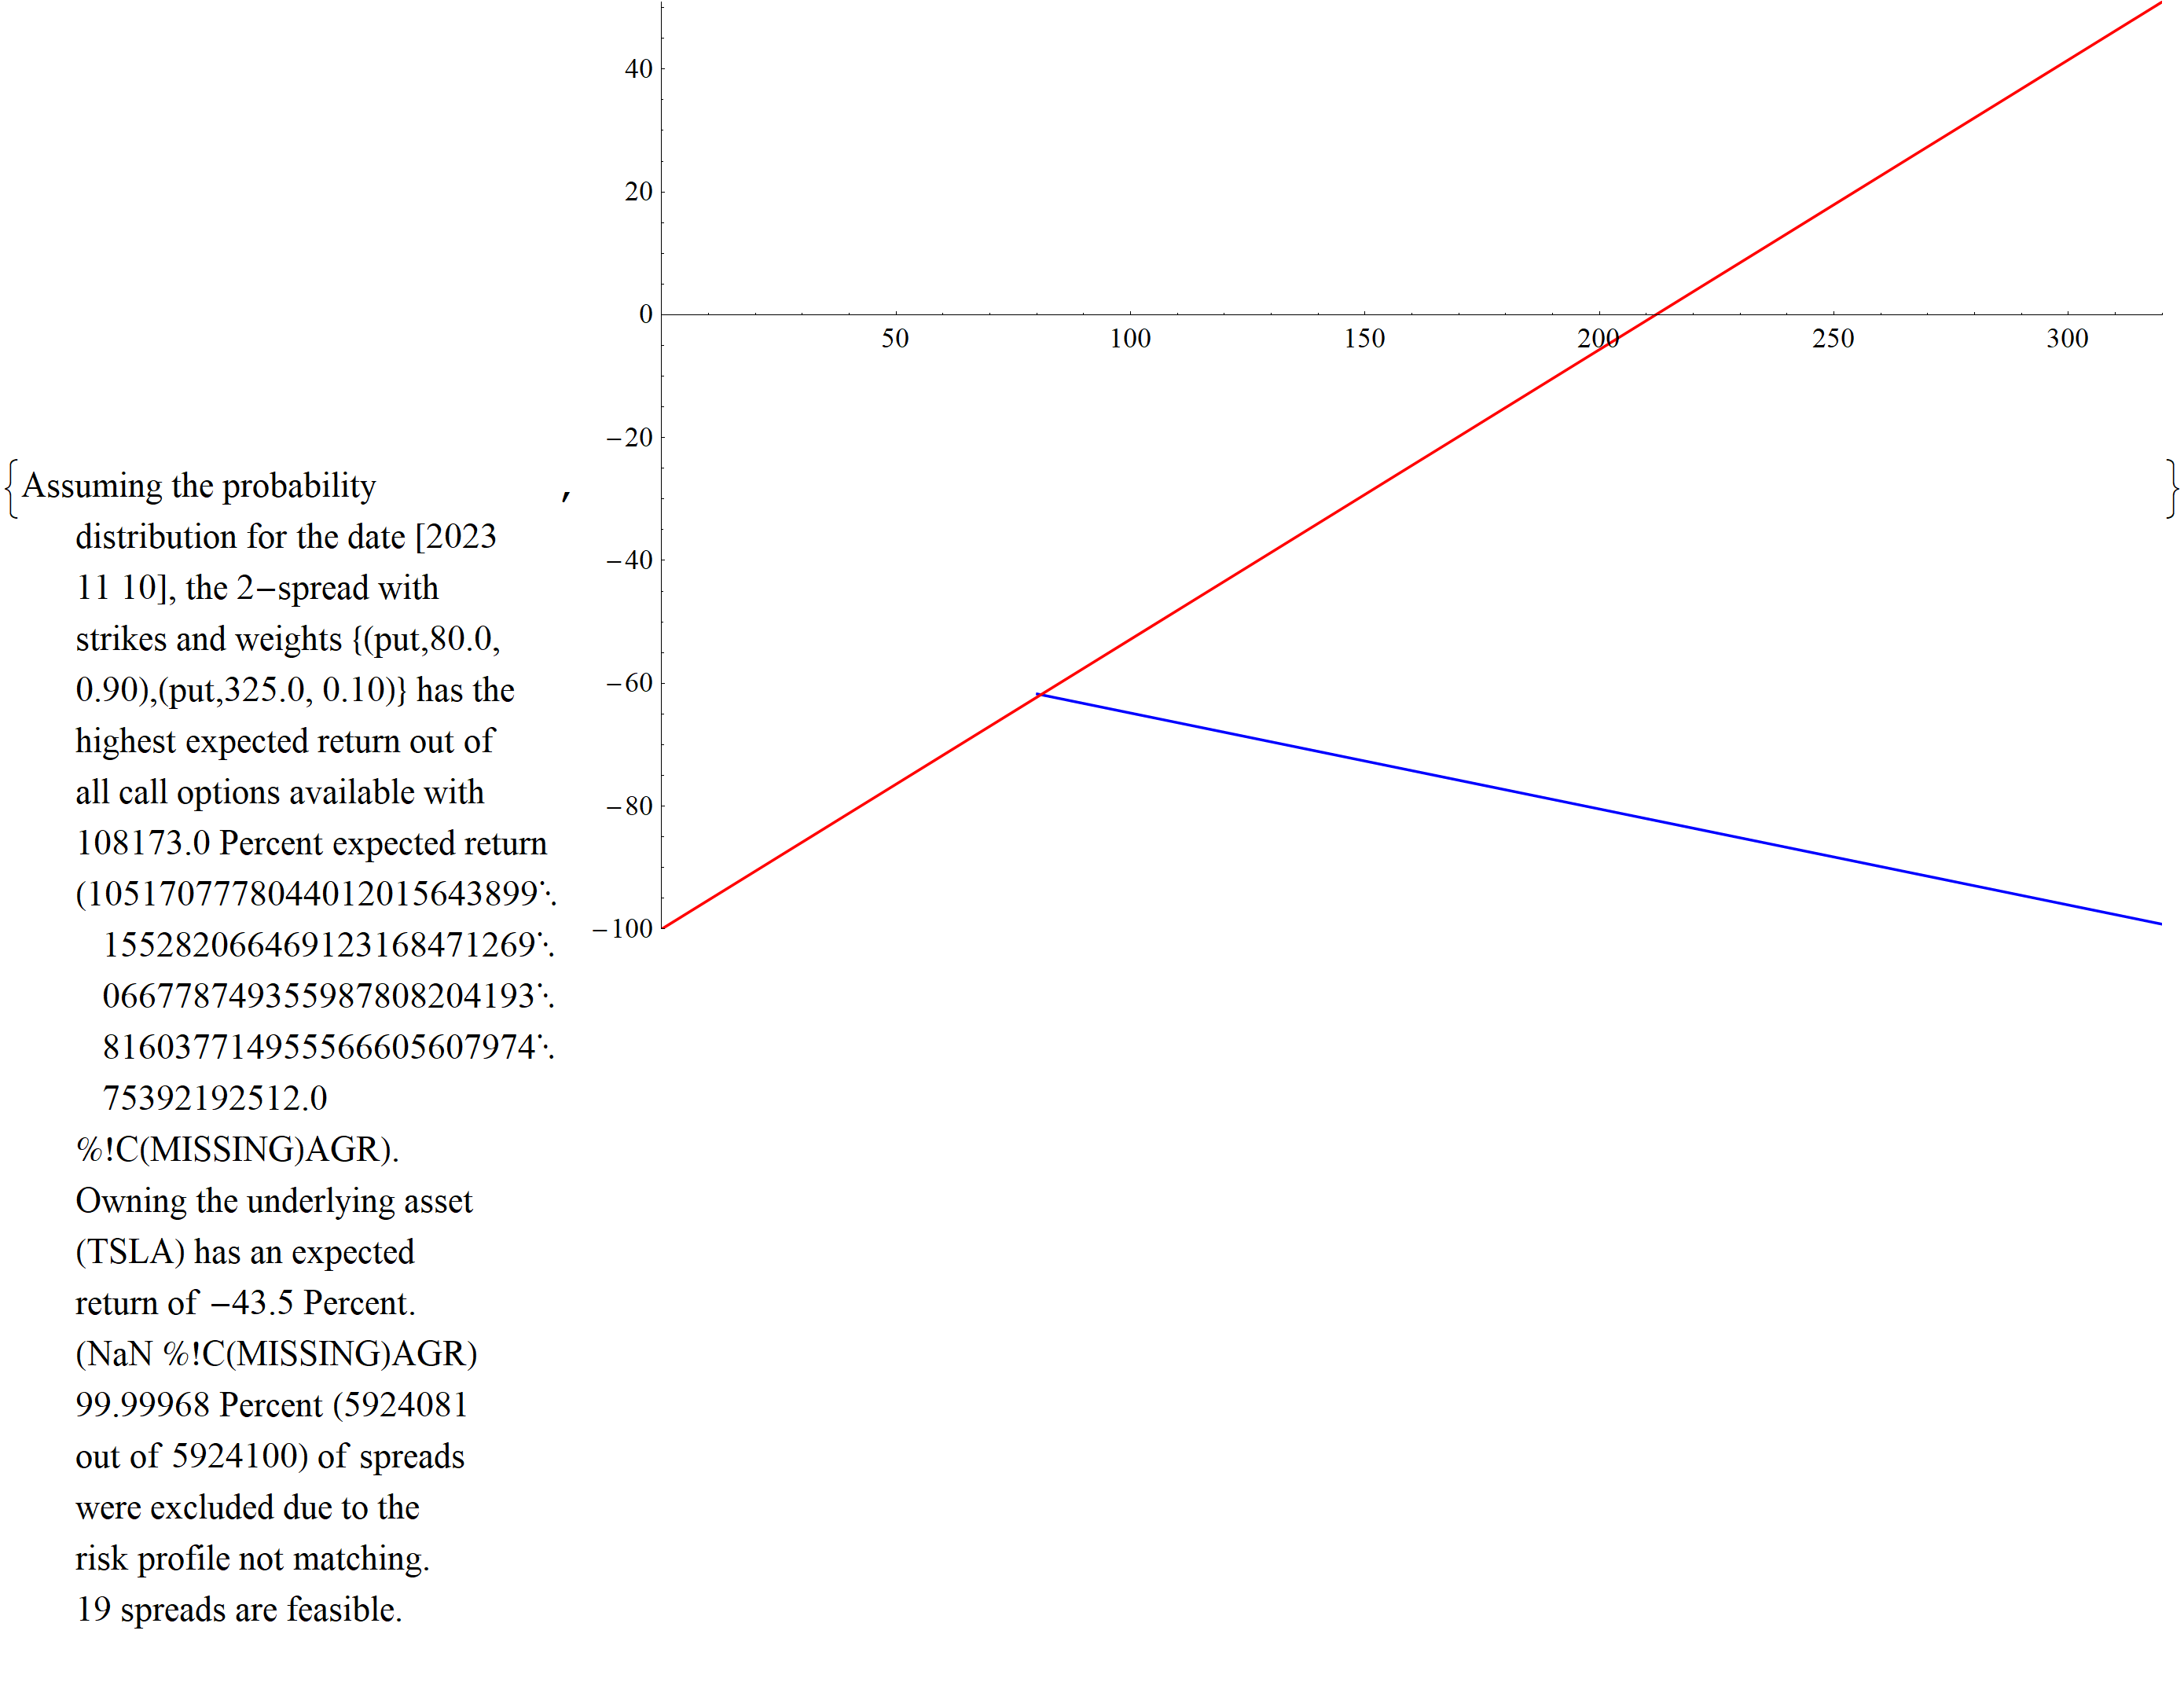 {Assuming the probability ,
distribution for the date [2023
11 10], the 2−spread with
strikes and weights {(put,80.0,
0.90),(put,325.0, 0.10)} has the
highest expected return out of
all call options available with
108173.0 Percent expected return
(10517077780440120156438​99⋱
155282066469123168471269⋱
066778749355987808204193⋱
816037714955566605607974⋱
75392192512.0
%!C(MISSING)AGR).
Owning the underlying asset
(TSLA) has an expected
return of −43.5 Percent.
(NaN %!C(MISSING)AGR)
99.99968 Percent (5924081
out of 5924100) of spreads
were excluded due to the
risk profile not matching.
19 spreads are feasible.
40
20
0
50 100 150 200 250 300
−20
−40
−60
−80
−100
}